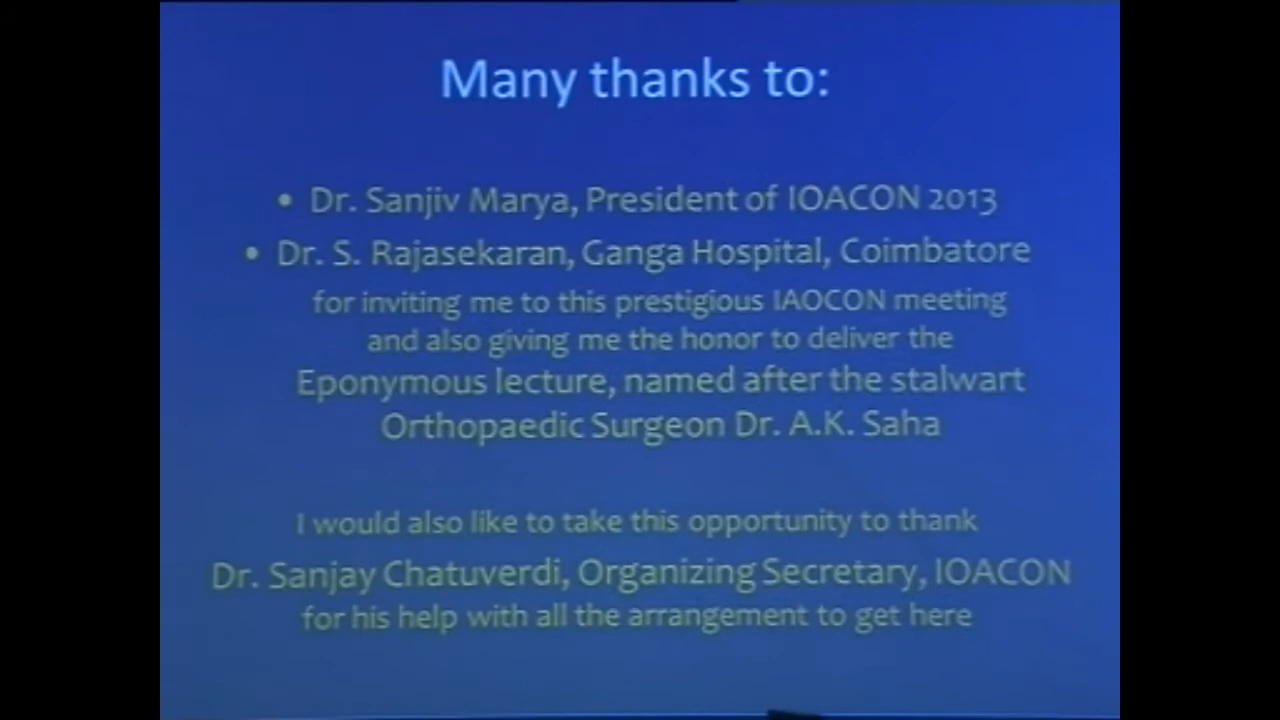 Many thanks to:
• Dr. Sanjiv Marya, President of IOACON 2013
• Dr. S. Rajasekaran, Ganga Hospital, Coimbatore
for inviting me to this prestigious IAOCON meeting
and also giving me the honor to deliver the
Eponymous lecture, named after the stalwart
Orthopaedic Surgeon Dr. A.K. Saha
I would also like to take this opportunity to thank
Dr. Sanjay Chatuverdi, Organizing Secretary, IOACON
for his help with all the arrangement to get here